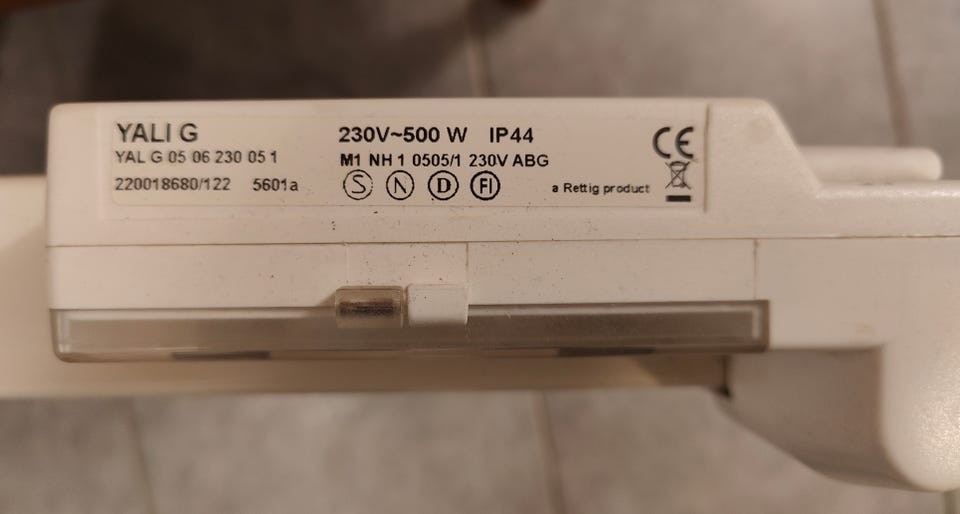 YALI G
YAL G 05 06 230 05 1
220018680/122 5601a
230V~500 W IP44
M1 NH 1 0505/1 230V ABG
S N D FI
a Rettig product
CE